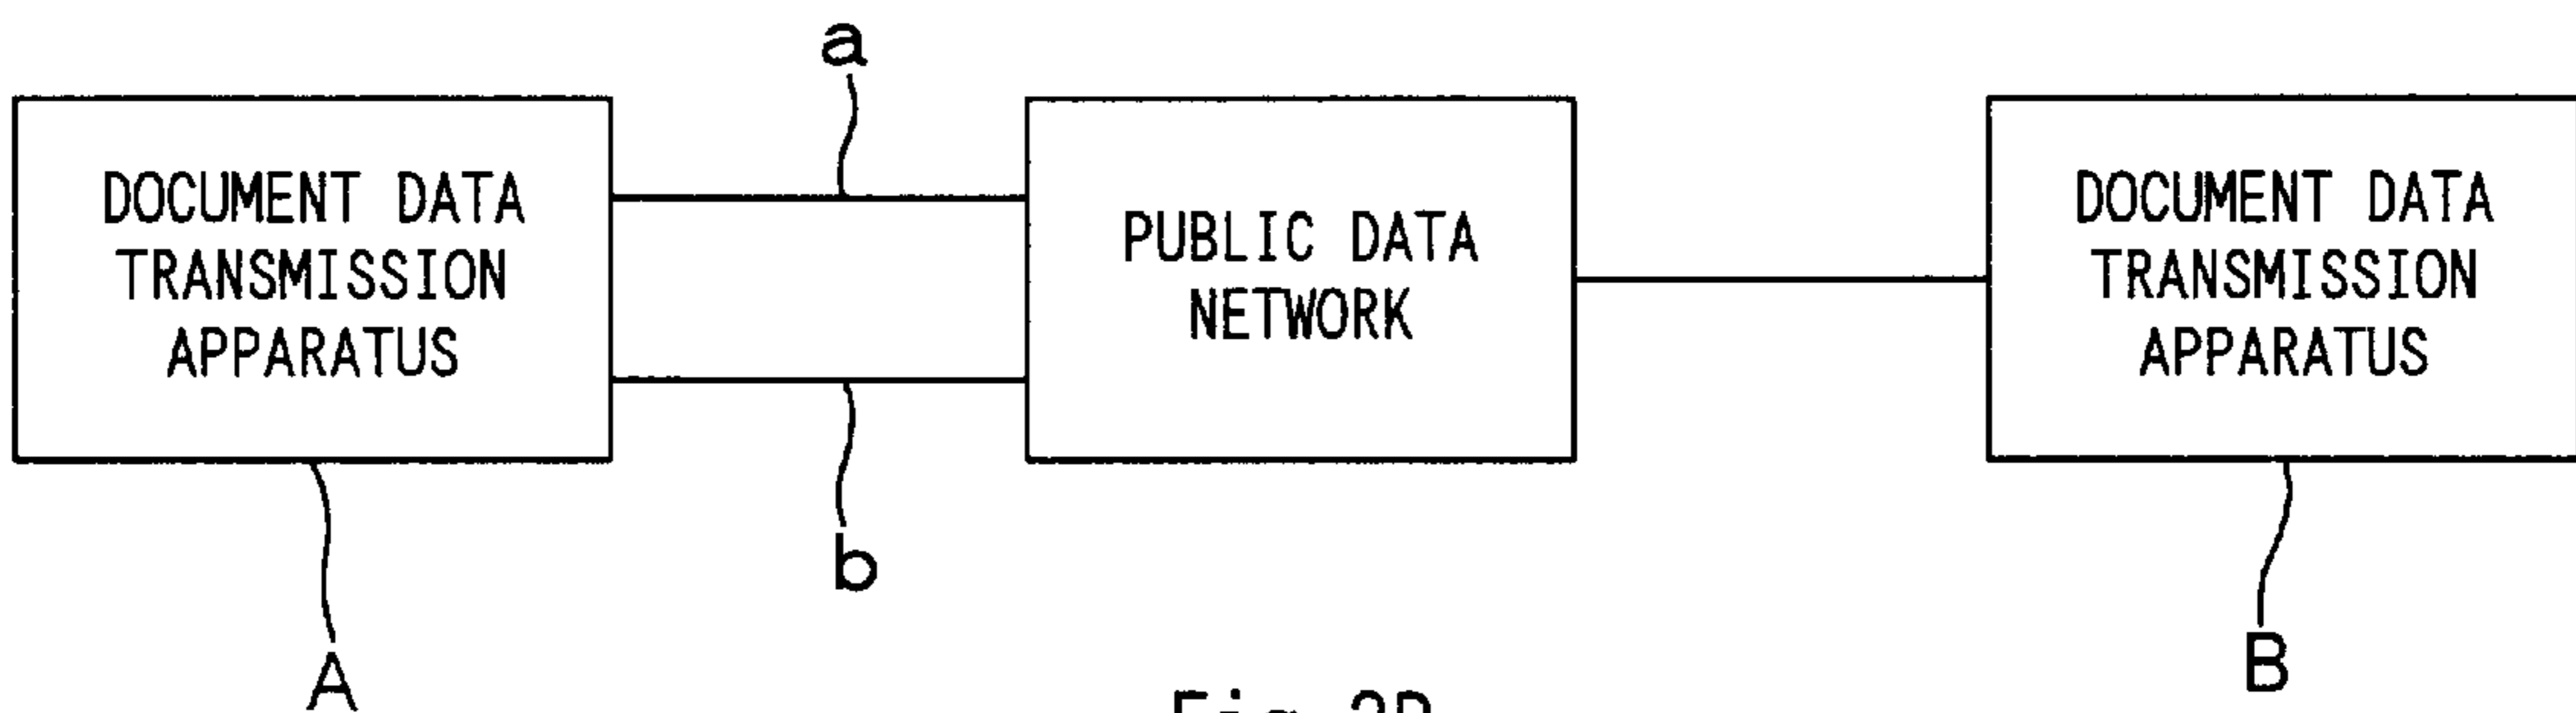 a
DOCUMENT DATA
TRANSMISSION
APPARATUS
PUBLIC DATA
NETWORK
DOCUMENT DATA
TRANSMISSION
APPARATUS
b
A
B